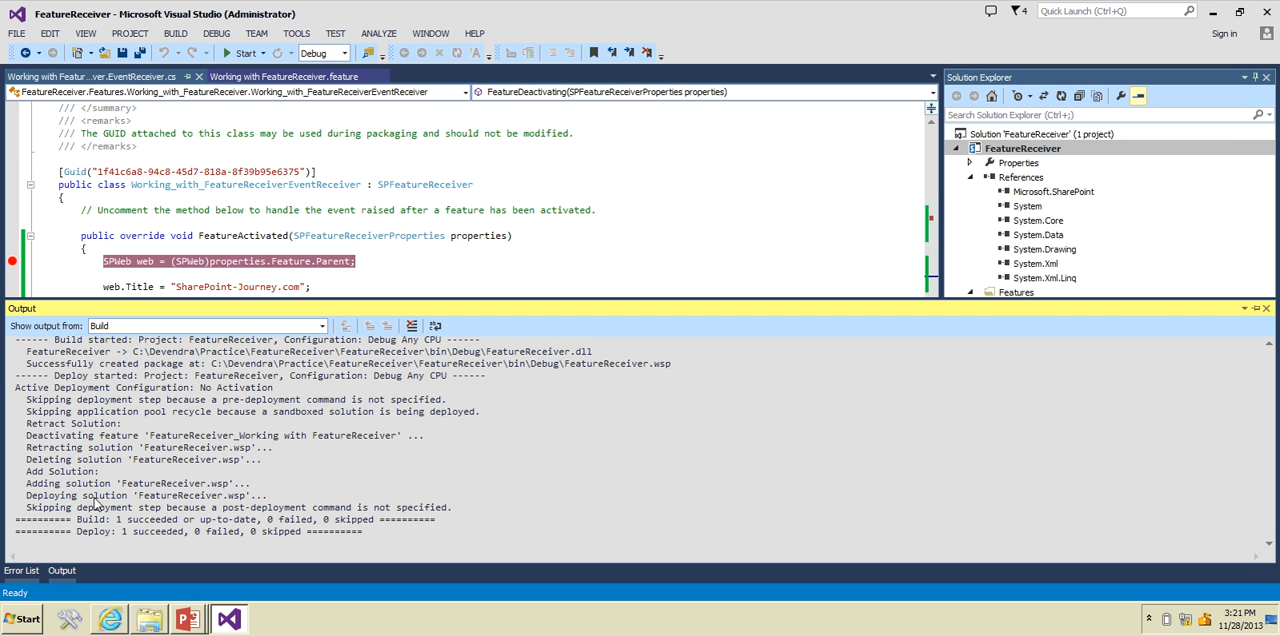 FeatureReceiver - Microsoft Visual Studio (Administrator)
4
Quick Launch (Ctrl+Q)
FILE EDIT VIEW PROJECT BUILD DEBUG TEAM TOOLS TEST ANALYZE WINDOW HELP
Sign in
Start
Debug
Working with Featur...ver.EventReceiver.cs
Working with FeatureReceiver.feature
FeatureReceiver.Features.Working_with_FeatureReceiver.Working_with_FeatureReceiverEventReceiver
FeatureDeactivating(SPFeatureReceiverProperties properties)
/// </summary>
/// <remarks>
/// The GUID attached to this class may be used during packaging and should not be modified.
/// </remarks>
[Guid("1f41c6a8-94c8-45d7-818a-8f39b95e6375")]
public class Working_with_FeatureReceiverEventReceiver : SPFeatureReceiver
{
// Uncomment the method below to handle the event raised after a feature has been activated.
public override void FeatureActivated(SPFeatureReceiverProperties properties)
{
SPWeb web = (SPWeb)properties.Feature.Parent;
web.Title = "SharePoint-Journey.com";
Solution Explorer
Search Solution Explorer (Ctrl+;)
Solution 'FeatureReceiver' (1 project)
FeatureReceiver
Properties
References
Microsoft.SharePoint
System
System.Core
System.Data
System.Drawing
System.Xml
System.Xml.Linq
Features
Output
Show output from: Build
------ Build started: Project: FeatureReceiver, Configuration: Debug Any CPU ------
FeatureReceiver -> C:\Devendra\Practice\FeatureReceiver\FeatureReceiver\bin\Debug\FeatureReceiver.dll
Successfully created package at: C:\Devendra\Practice\FeatureReceiver\FeatureReceiver\bin\Debug\FeatureReceiver.wsp
------ Deploy started: Project: FeatureReceiver, Configuration: Debug Any CPU ------
Active Deployment Configuration: No Activation
Skipping deployment step because a pre-deployment command is not specified.
Skipping application pool recycle because a sandboxed solution is being deployed.
Retract Solution:
Deactivating feature 'FeatureReceiver_Working with FeatureReceiver' ...
Retracting solution 'FeatureReceiver.wsp'...
Deleting solution 'FeatureReceiver.wsp'...
Add Solution:
Adding solution 'FeatureReceiver.wsp'...
Deploying solution 'FeatureReceiver.wsp'...
Skipping deployment step because a post-deployment command is not specified.
========== Build: 1 succeeded or up-to-date, 0 failed, 0 skipped ==========
========== Deploy: 1 succeeded, 0 failed, 0 skipped ==========
Error List Output
Ready
Start
3:21 PM
11/28/2013